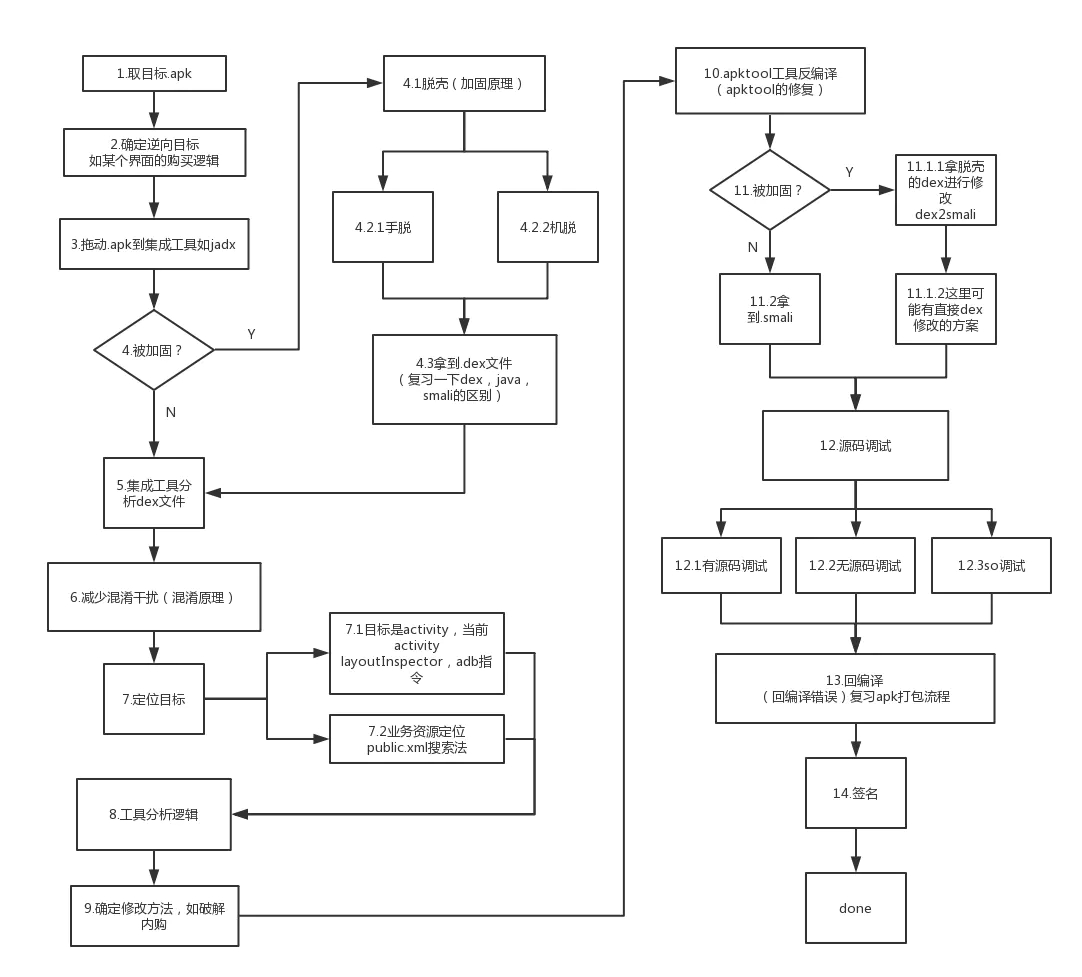 1.取目标.apk
2.确定逆向目标
如某个界面的购买逻辑
3.拖动.apk到集成工具如jadx
4.被加固？
Y
N
4.1脱壳（加固原理）
4.2.1手脱
4.2.2机脱
4.3拿到.dex文件
（复习一下dex，java，
smali的区别）
5.集成工具分
析dex文件
6.减少混淆干扰（混淆原理）
7.定位目标
7.1目标是activity，当前
activity
layoutInspector，adb指
令
7.2业务资源定位
public.xml搜索法
8.工具分析逻辑
9.确定修改方法，如破解
内购
10.apktool工具反编译
（apktool的修复）
11.被加固？
Y
N
11.1.1拿脱壳
的dex进行修
改
dex2smali
11.1.2这里可
能有直接dex
修改的方案
11.2拿
到.smali
12.源码调试
12.1有源码调试
12.2无源码调试
12.3so调试
13.回编译
（回编译错误）复习apk打包流程
14.签名
done